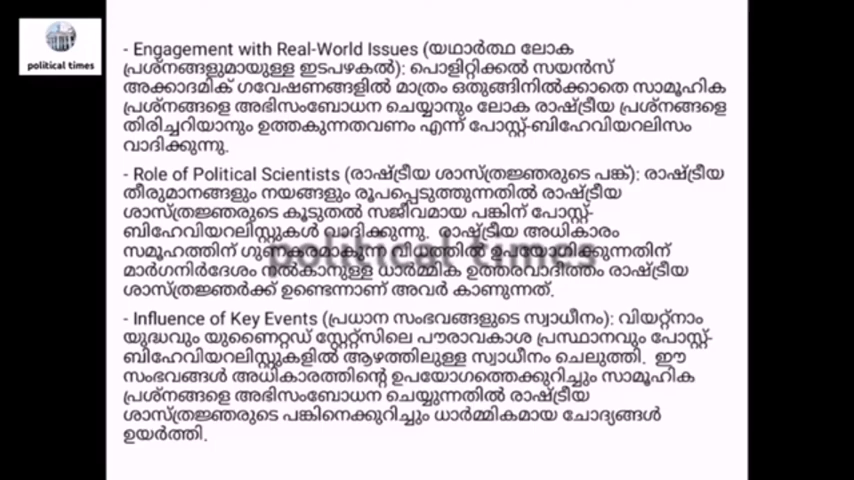 political times
- Engagement with Real-World Issues (യഥാർത്ഥ ലോക
പ്രശ്നങ്ങളുമായുള്ള ഇടപഴകൽ): പൊളിറ്റിക്കൽ സയൻസ്
അക്കാദമിക് ഗവേഷണങ്ങളിൽ മാത്രം ഒതുങ്ങിനിൽക്കാതെ സാമൂഹിക
പ്രശ്നങ്ങളെ അഭിസംബോധന ചെയ്യാനും ലോക രാഷ്ട്രീയ പ്രശ്നങ്ങളെ
തിരിച്ചറിയാനും ഉത്തകുന്നതവണം എന്ന് പോസ്റ്റ്-ബിഹേവിയറലിസം
വാദിക്കുന്നു.
- Role of Political Scientists (രാഷ്ട്രീയ ശാസ്ത്രജ്ഞരുടെ പങ്ക്): രാഷ്ട്രീയ
തീരുമാനങ്ങളും നയങ്ങളും രൂപപ്പെടുത്തുന്നതിൽ രാഷ്ട്രീയ
ശാസ്ത്രജ്ഞരുടെ കൂടുതൽ സജീവമായ പങ്കിന് പോസ്റ്റ്-
ബിഹേവിയറലിസ്റ്റുകൾ വാദിക്കുന്നു. രാഷ്ട്രീയ അധികാരം
സമൂഹത്തിന് ഗുണകരമാകുന്ന വിധത്തിൽ ഉപയോഗിക്കുന്നതിന്
മാർഗനിർദേശം നൽകാനുള്ള ധാർമ്മിക ഉത്തരവാദിത്തം രാഷ്ട്രീയ
ശാസ്ത്രജ്ഞർക്ക് ഉണ്ടെന്നാണ് അവർ കാണുന്നത്.
political times
- Influence of Key Events (പ്രധാന സംഭവങ്ങളുടെ സ്വാധീനം): വിയറ്റ്നാം
യുദ്ധവും യുണൈറ്റഡ് സ്റ്റേറ്റ്സിലെ പൗരാവകാശ പ്രസ്ഥാനവും പോസ്റ്റ്-
ബിഹേവിയറലിസ്റ്റുകളിൽ ആഴത്തിലുള്ള സ്വാധീനം ചെലുത്തി. ഈ
സംഭവങ്ങൾ അധികാരത്തിന്റെ ഉപയോഗത്തെക്കുറിച്ചും സാമൂഹിക
പ്രശ്നങ്ങളെ അഭിസംബോധന ചെയ്യുന്നതിൽ രാഷ്ട്രീയ
ശാസ്ത്രജ്ഞരുടെ പങ്കിനെക്കുറിച്ചും ധാർമ്മികമായ ചോദ്യങ്ങൾ
ഉയർത്തി.